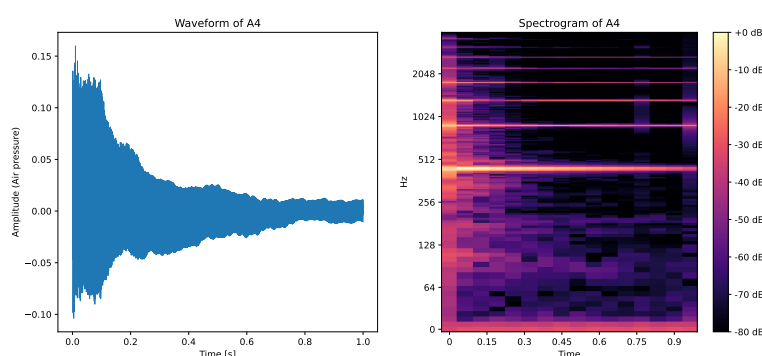 Waveform of A4
Amplitude (Air pressure)
0.15
0.10
0.05
0.00
−0.05
−0.10
0.0 0.2 0.4 0.6 0.8 1.0
Time [s]
Spectrogram of A4
Hz
2048
1024
512
256
128
64
0
0 0.15 0.3 0.45 0.6 0.75 0.9
Time
+0 dB
-10 dB
-20 dB
-30 dB
-40 dB
-50 dB
-60 dB
-70 dB
-80 dB